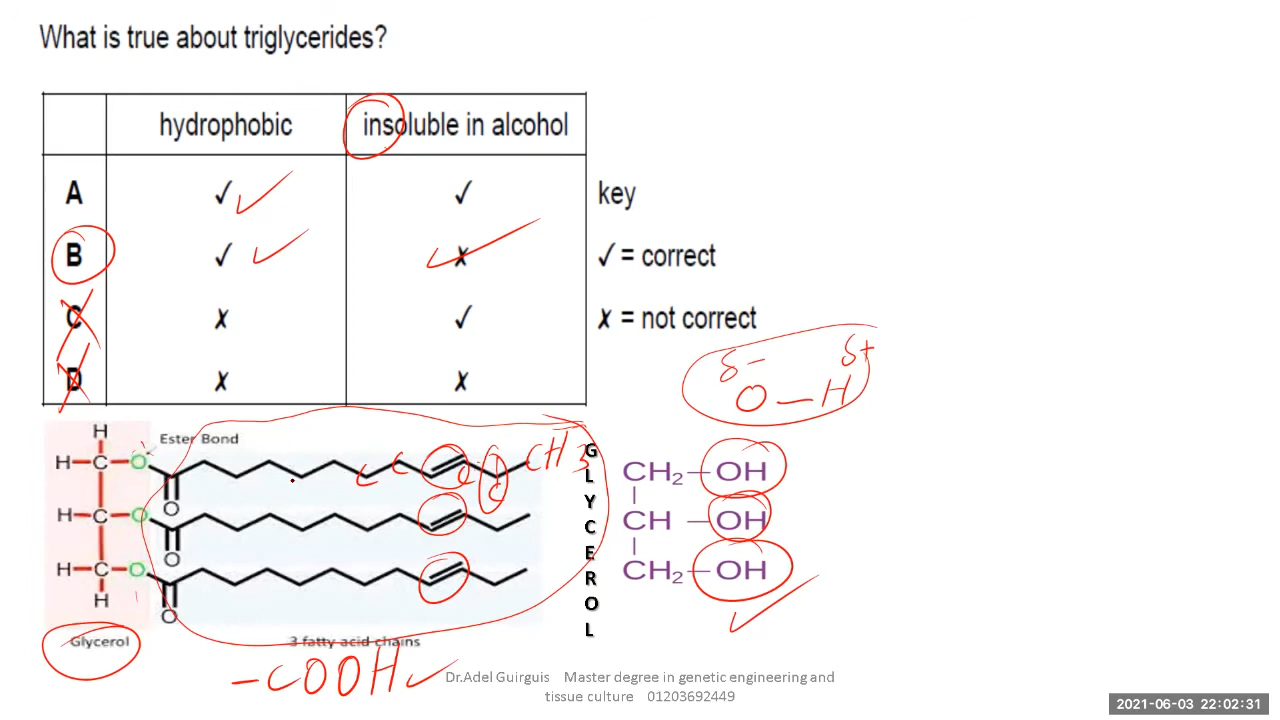 What is true about triglycerides?
hydrophobic insoluble in alcohol
A ✓ ✓ key
B ✓ ✗ ✓ = correct
C ✗ ✓ ✗ = not correct
D ✗ ✗
δ- δ+
O — H
H
Ester Bond
H C O CH3
O
H C O
O
H C O
H
O
C C C
Glycerol
3 fatty acid chains
GLYCEROL
CH2 — OH
CH — OH
CH2 — OH
-COOH
Dr.Adel Guirguis Master degree in genetic engineering and
tissue culture 01203692449
2021-06-03 22:02:31